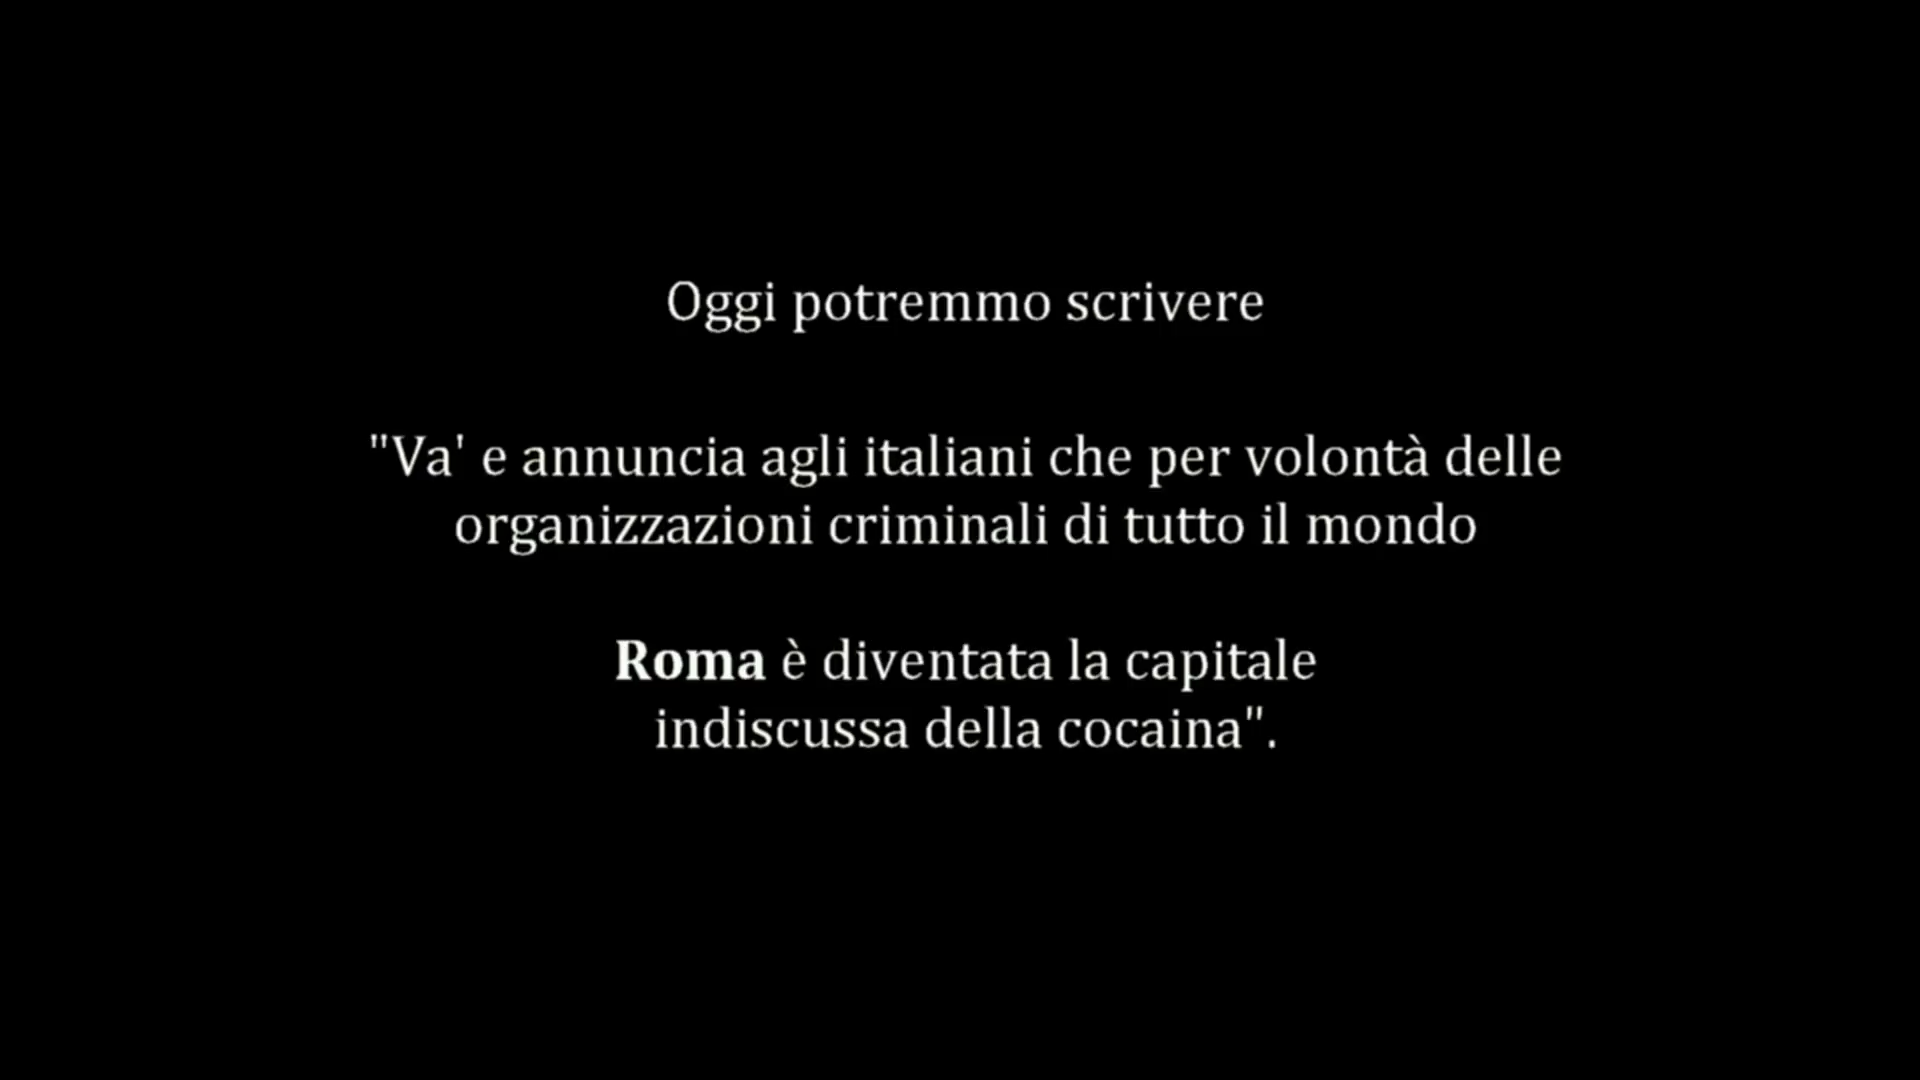 Oggi potremmo scrivere
"Va' e annuncia agli italiani che per volontà delle
organizzazioni criminali di tutto il mondo
Roma è diventata la capitale
indiscussa della cocaina".